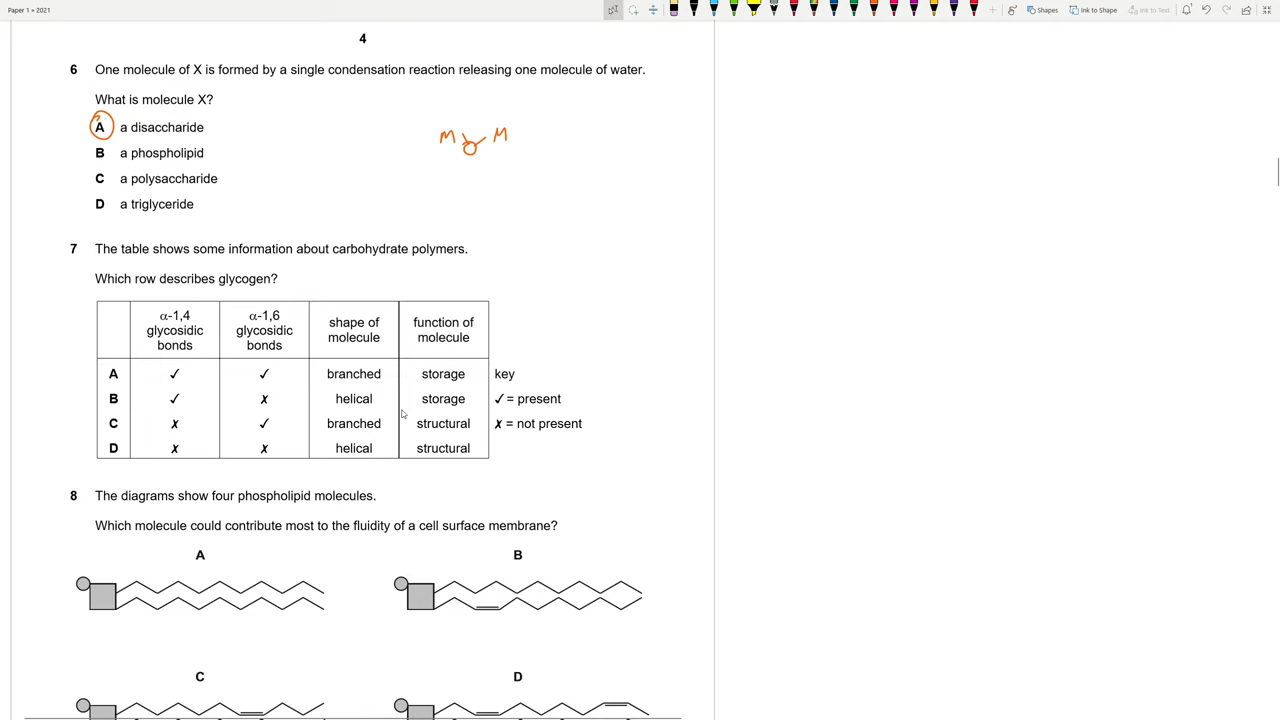 Paper 1 » 2021
Shapes
Ink to Shape
Ink to Text
4
6 One molecule of X is formed by a single condensation reaction releasing one molecule of water.
What is molecule X?
A a disaccharide
M M
B a phospholipid
C a polysaccharide
D a triglyceride
7 The table shows some information about carbohydrate polymers.
Which row describes glycogen?
α-1,4 glycosidic bonds α-1,6 glycosidic bonds shape of molecule function of molecule
A ✓ ✓ branched storage key
B ✓ ✗ helical storage ✓ = present
C ✗ ✓ branched structural ✗ = not present
D ✗ ✗ helical structural
8 The diagrams show four phospholipid molecules.
Which molecule could contribute most to the fluidity of a cell surface membrane?
A B
C D